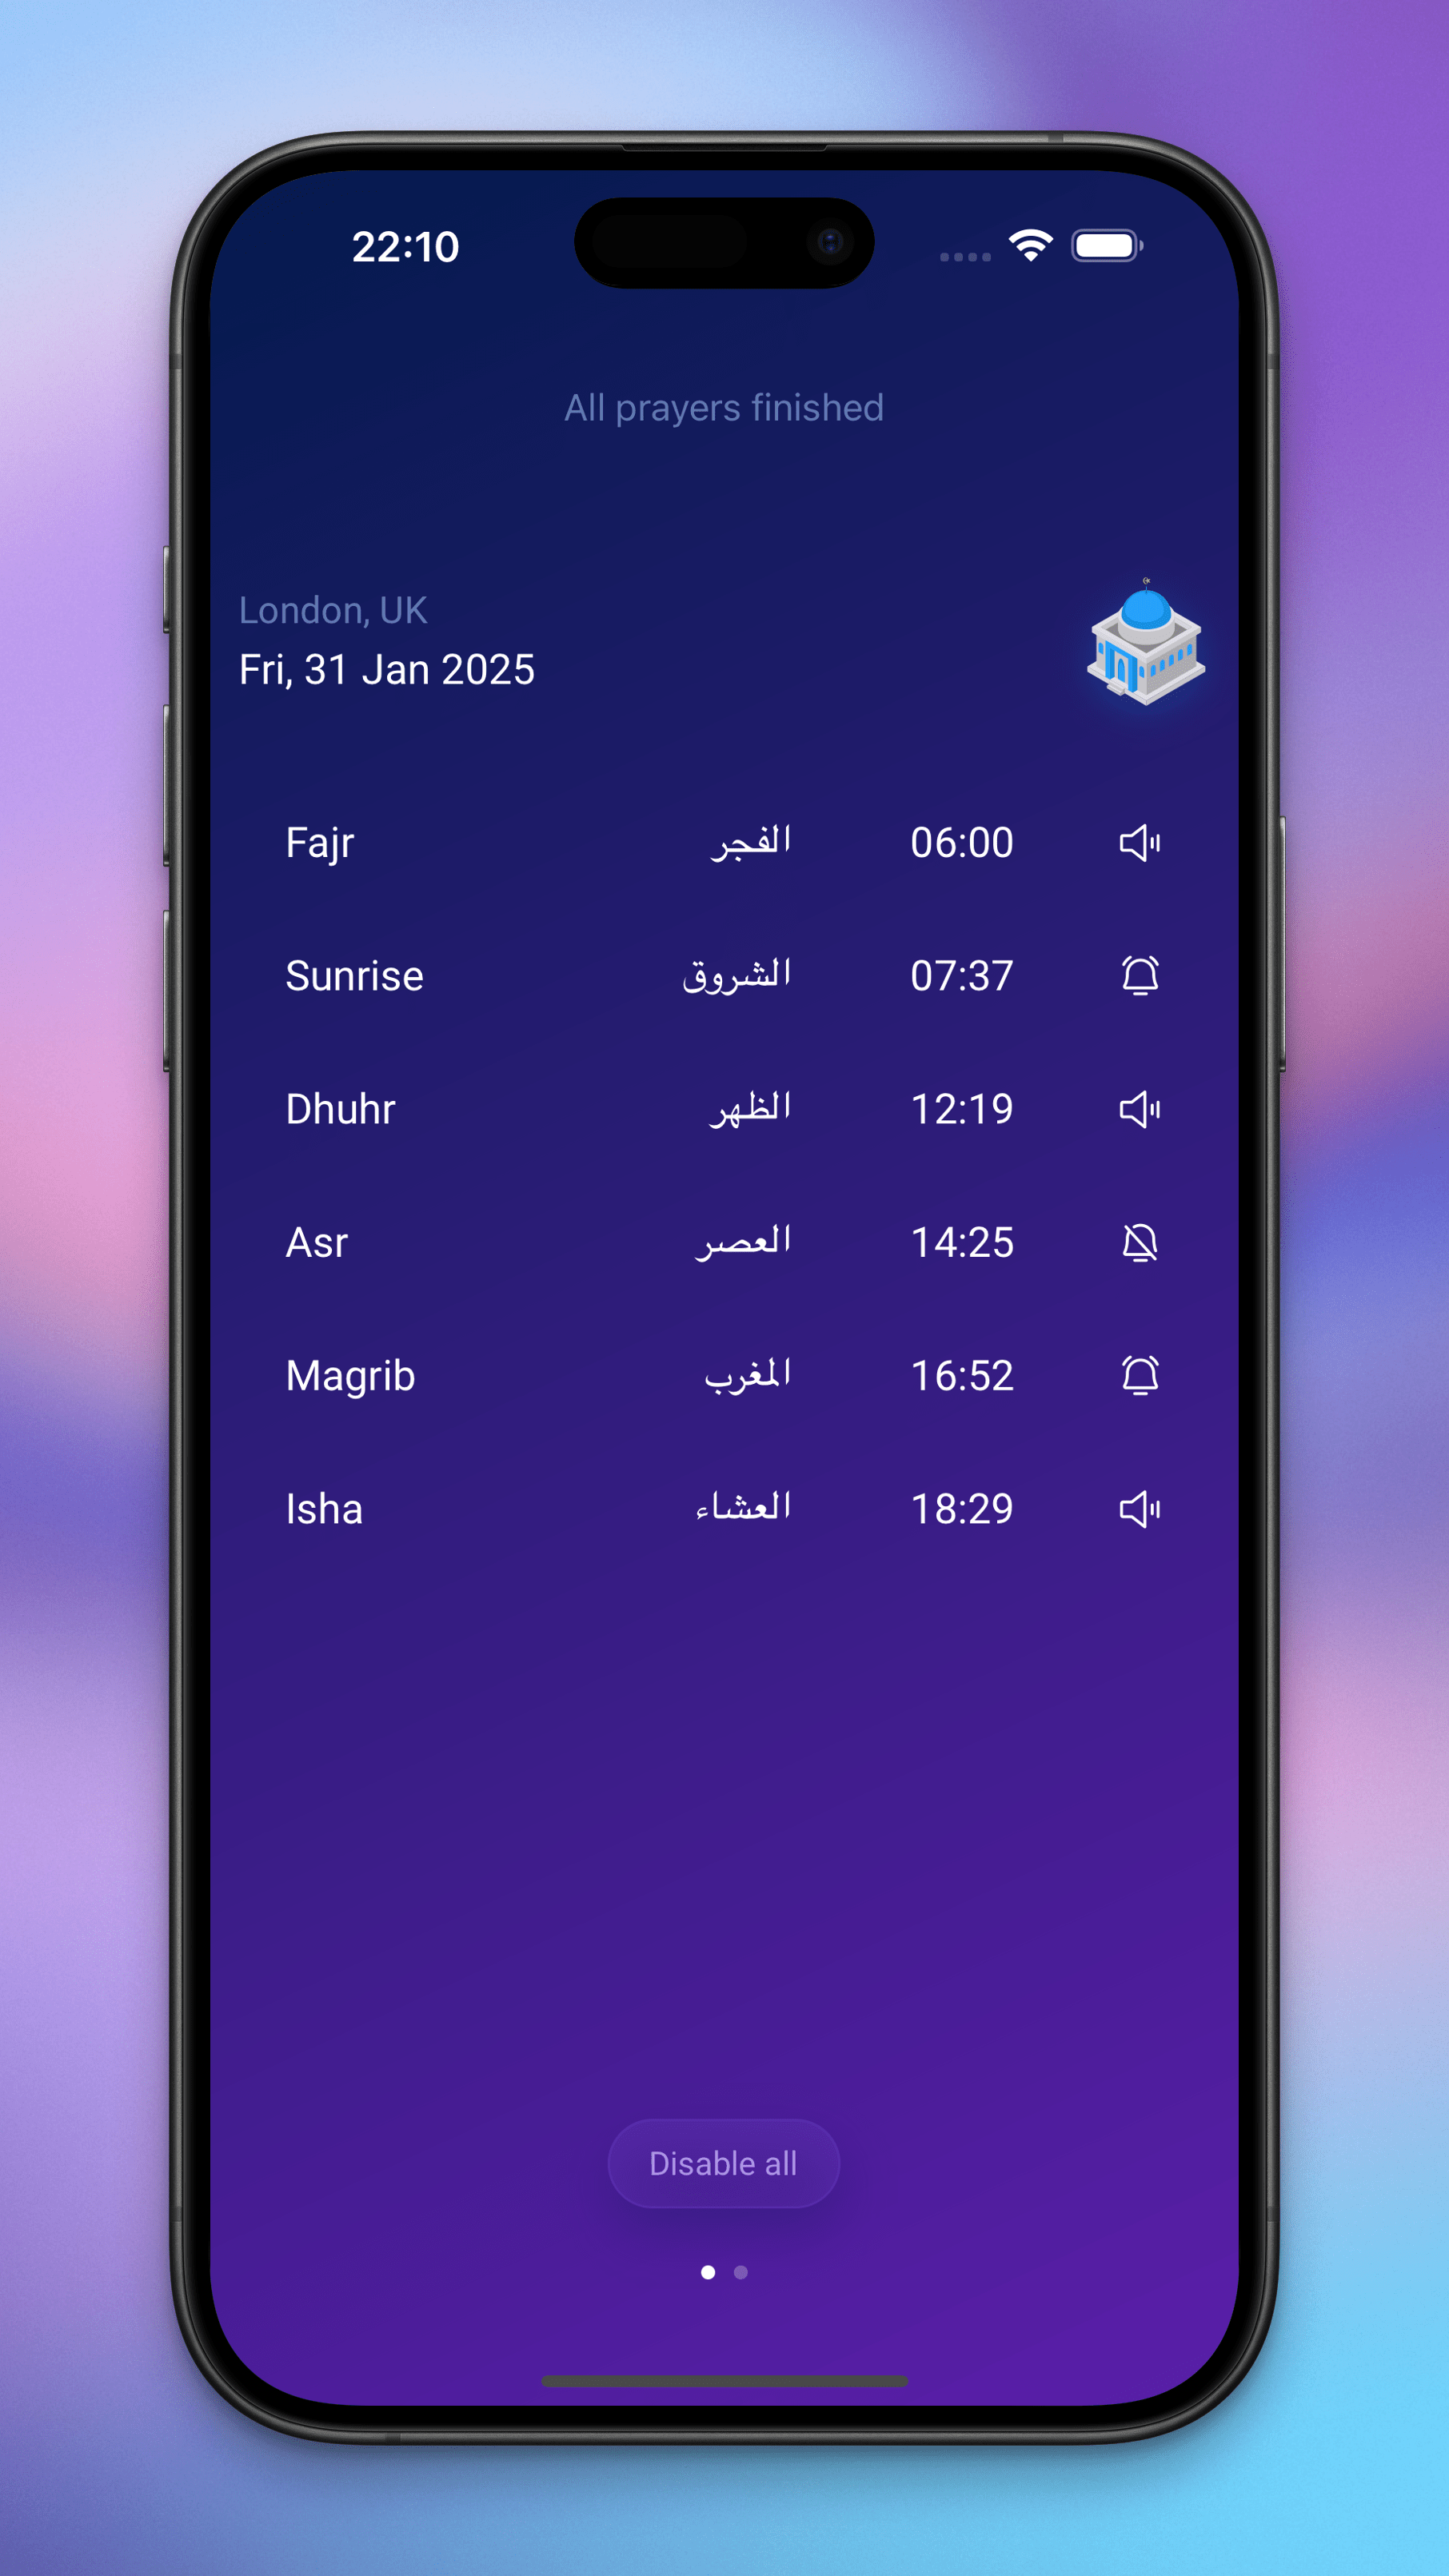 22:10
All prayers finished
London, UK
Fri, 31 Jan 2025
Fajr الفجر 06:00
Sunrise الشروق 07:37
Dhuhr الظهر 12:19
Asr العصر 14:25
Magrib المغرب 16:52
Isha العشاء 18:29
Disable all